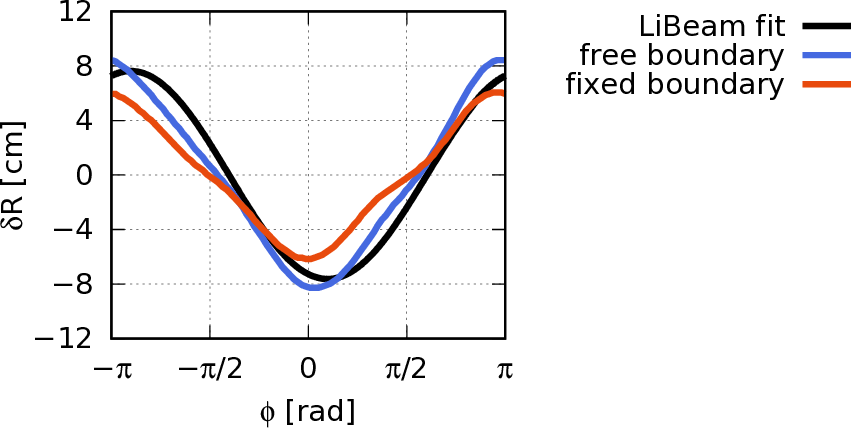 12
8
4
0
−4
−8
−12
δR [cm]
−π
−π/2
0
π/2
π
ϕ [rad]
LiBeam fit
free boundary
fixed boundary